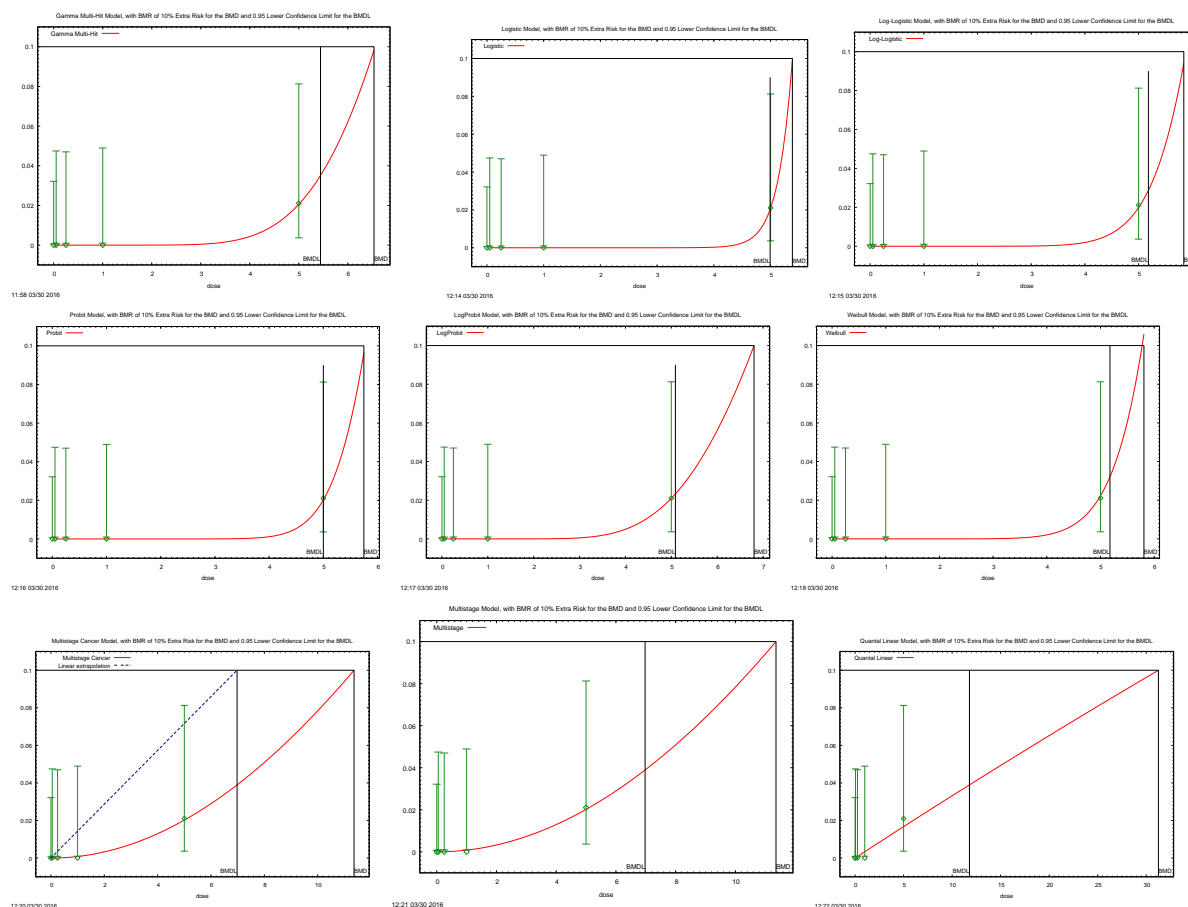 Gamma Multi-Hit Model, with BMR of 10% Extra Risk for the BMD and 0.95 Lower Confidence Limit for the BMDL
Gamma Multi-Hit
0.1
0.08
0.06
0.04
0.02
0
BMDL BMD
0 1 2 3 4 5 6
dose
11:58 03/30 2016
Logistic Model, with BMR of 10% Extra Risk for the BMD and 0.95 Lower Confidence Limit for the BMDL
Logistic
0.1
0.08
0.06
0.04
0.02
0
BMDL BMD
0 1 2 3 4 5
dose
12:14 03/30 2016
Log-Logistic Model, with BMR of 10% Extra Risk for the BMD and 0.95 Lower Confidence Limit for the BMDL
Log-Logistic
0.1
0.08
0.06
0.04
0.02
0
BMDL BMD
0 1 2 3 4 5
dose
12:15 03/30 2016
Probit Model, with BMR of 10% Extra Risk for the BMD and 0.95 Lower Confidence Limit for the BMDL
Probit
0.1
0.08
0.06
0.04
0.02
0
BMDL BMD
0 1 2 3 4 5 6
dose
12:16 03/30 2016
LogProbit Model, with BMR of 10% Extra Risk for the BMD and 0.95 Lower Confidence Limit for the BMDL
LogProbit
0.1
0.08
0.06
0.04
0.02
0
BMDL BMD
0 1 2 3 4 5 6 7
dose
12:17 03/30 2016
Weibull Model, with BMR of 10% Extra Risk for the BMD and 0.95 Lower Confidence Limit for the BMDL
Weibull
0.1
0.08
0.06
0.04
0.02
0
BMDL BMD
0 1 2 3 4 5 6
dose
12:18 03/30 2016
Multistage Cancer Model, with BMR of 10% Extra Risk for the BMD and 0.95 Lower Confidence Limit for the BMDL
Multistage Cancer
Linear extrapolation
0.1
0.08
0.06
0.04
0.02
0
BMDL BMD
0 2 4 6 8 10
dose
12:20 03/30 2016
Multistage Model, with BMR of 10% Extra Risk for the BMD and 0.95 Lower Confidence Limit for the BMDL
Multistage
0.1
0.08
0.06
0.04
0.02
0
BMDL BMD
0 2 4 6 8 10
dose
12:21 03/30 2016
Quantal Linear Model, with BMR of 10% Extra Risk for the BMD and 0.95 Lower Confidence Limit for the BMDL
Quantal Linear
0.1
0.08
0.06
0.04
0.02
0
BMDL BMD
0 5 10 15 20 25 30
dose
12:22 03/30 2016